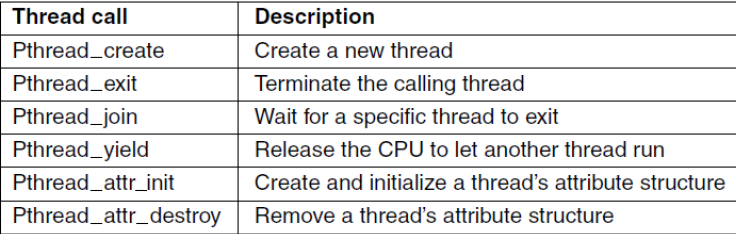 Thread call Description
Pthread_create Create a new thread
Pthread_exit Terminate the calling thread
Pthread_join Wait for a specific thread to exit
Pthread_yield Release the CPU to let another thread run
Pthread_attr_init Create and initialize a thread's attribute structure
Pthread_attr_destroy Remove a thread's attribute structure